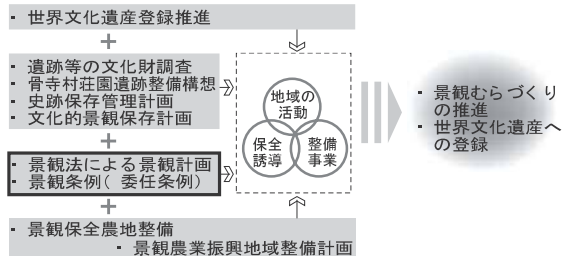 ・ 世界文化遺産登録推進
+
・ 遺跡等の文化財調査
・ 骨寺村荘園遺跡整備構想
・ 史跡保存管理計画
・ 文化的景観保存計画
+
・ 景観法による景観計画
・ 景観条例( 委任条例)
+
・ 景観保全農地整備
・ 景観農業振興地域整備計画
地域の
活動
保全
誘導
整備
事業
・ 景観むらづくり
の推進
・ 世界文化遺産へ
の登録